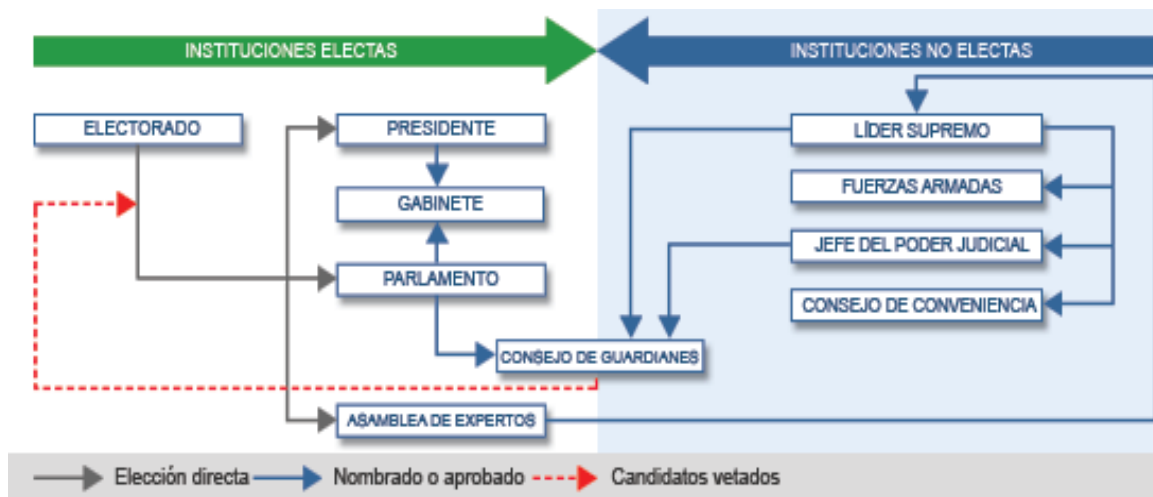 INSTITUCIONES ELECTAS
INSTITUCIONES NO ELECTAS
ELECTORADO
PRESIDENTE
LÍDER SUPREMO
GABINETE
FUERZAS ARMADAS
PARLAMENTO
JEFE DEL PODER JUDICIAL
CONSEJO DE CONVENIENCIA
CONSEJO DE GUARDIANES
ASAMBLEA DE EXPERTOS
Elección directa
Nombrado o aprobado
Candidatos vetados